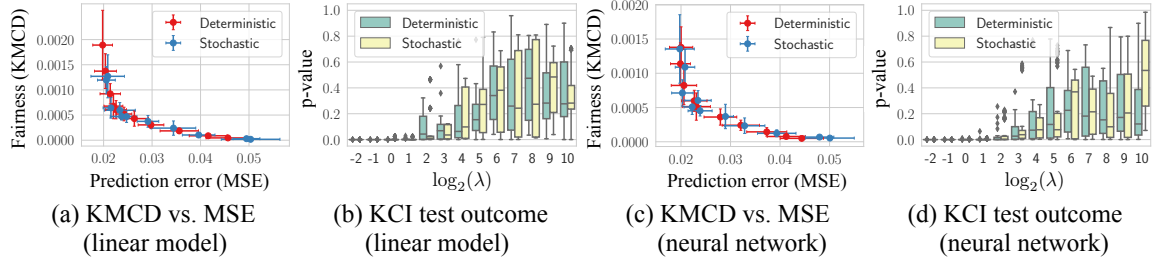 Fairness (KMCD)
0.0020
0.0015
0.0010
0.0005
0.0000
Deterministic
Stochastic
0.02 0.03 0.04 0.05
Prediction error (MSE)
(a) KMCD vs. MSE
(linear model)
p-value
1.0
0.8
0.6
0.4
0.2
0.0
Deterministic
Stochastic
-2 -1 0 1 2 3 4 5 6 7 8 9 10
log₂(λ)
(b) KCI test outcome
(linear model)
Fairness (KMCD)
0.0020
0.0015
0.0010
0.0005
0.0000
Deterministic
Stochastic
0.02 0.03 0.04 0.05
Prediction error (MSE)
(c) KMCD vs. MSE
(neural network)
p-value
1.0
0.8
0.6
0.4
0.2
0.0
Deterministic
Stochastic
-2 -1 0 1 2 3 4 5 6 7 8 9 10
log₂(λ)
(d) KCI test outcome
(neural network)